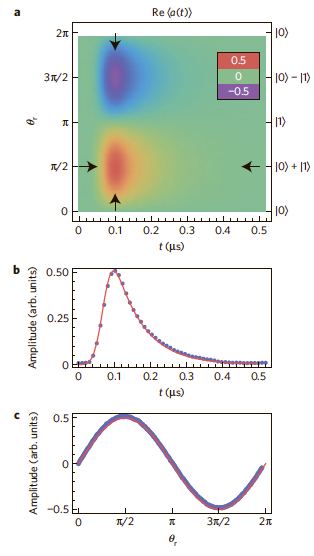 a
Re ⟨a(t)⟩
2π
3π/2
π
π/2
0
θr
0.5
0
−0.5
|0⟩
|0⟩ − |1⟩
|1⟩
|0⟩ + |1⟩
|0⟩
0 0.1 0.2 0.3 0.4 0.5
t (μs)
b
Amplitude (arb. units)
0.50
0.25
0
0 0.1 0.2 0.3 0.4 0.5
t (μs)
c
Amplitude (arb. units)
0.5
0
−0.5
0 π/2 π 3π/2 2π
θr